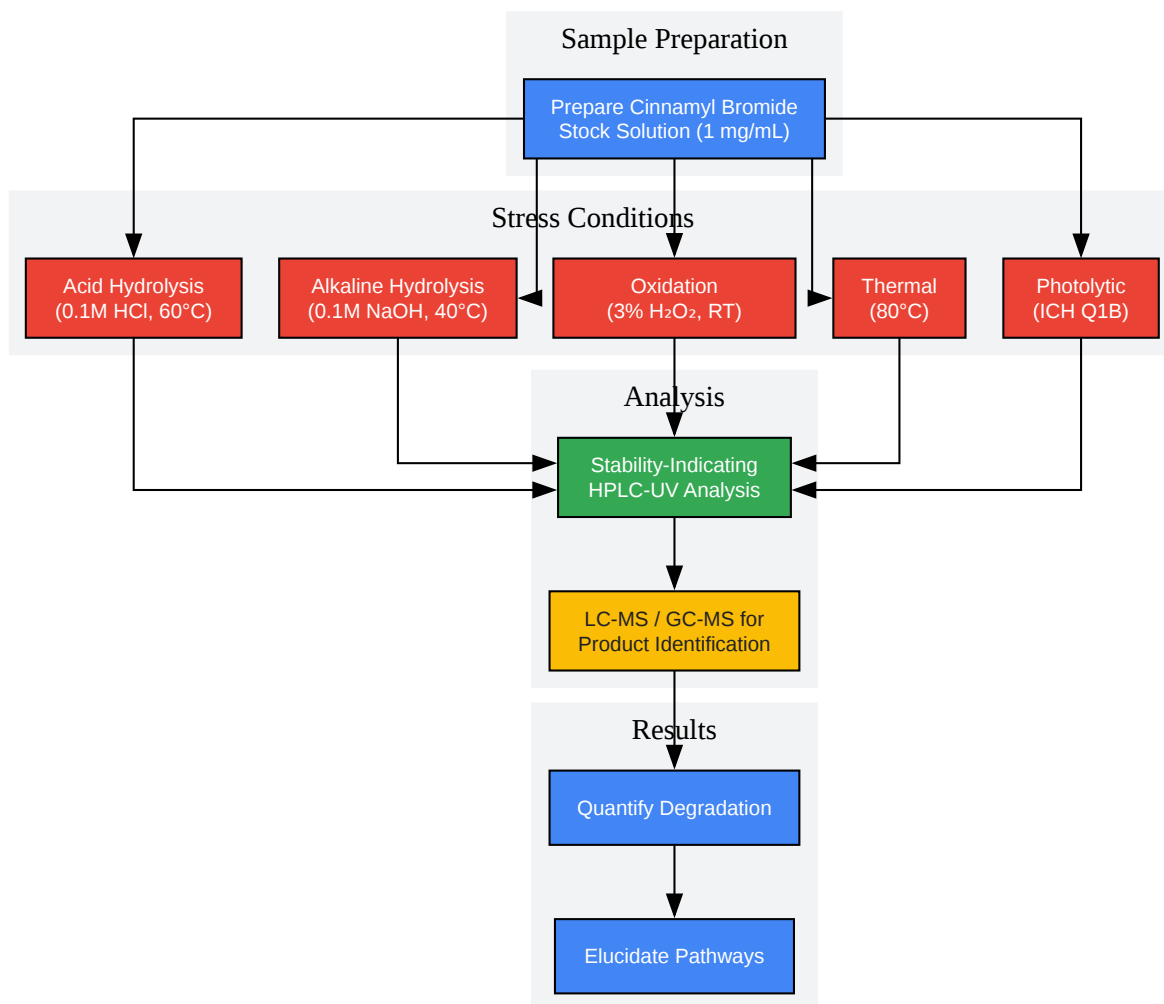 Sample Preparation
Prepare Cinnamyl Bromide
Stock Solution (1 mg/mL)
Stress Conditions
Acid Hydrolysis
(0.1M HCl, 60°C)
Alkaline Hydrolysis
(0.1M NaOH, 40°C)
Oxidation
(3% H₂O₂, RT)
Thermal
(80°C)
Photolytic
(ICH Q1B)
Analysis
Stability-Indicating
HPLC-UV Analysis
LC-MS / GC-MS for
Product Identification
Results
Quantify Degradation
Elucidate Pathways